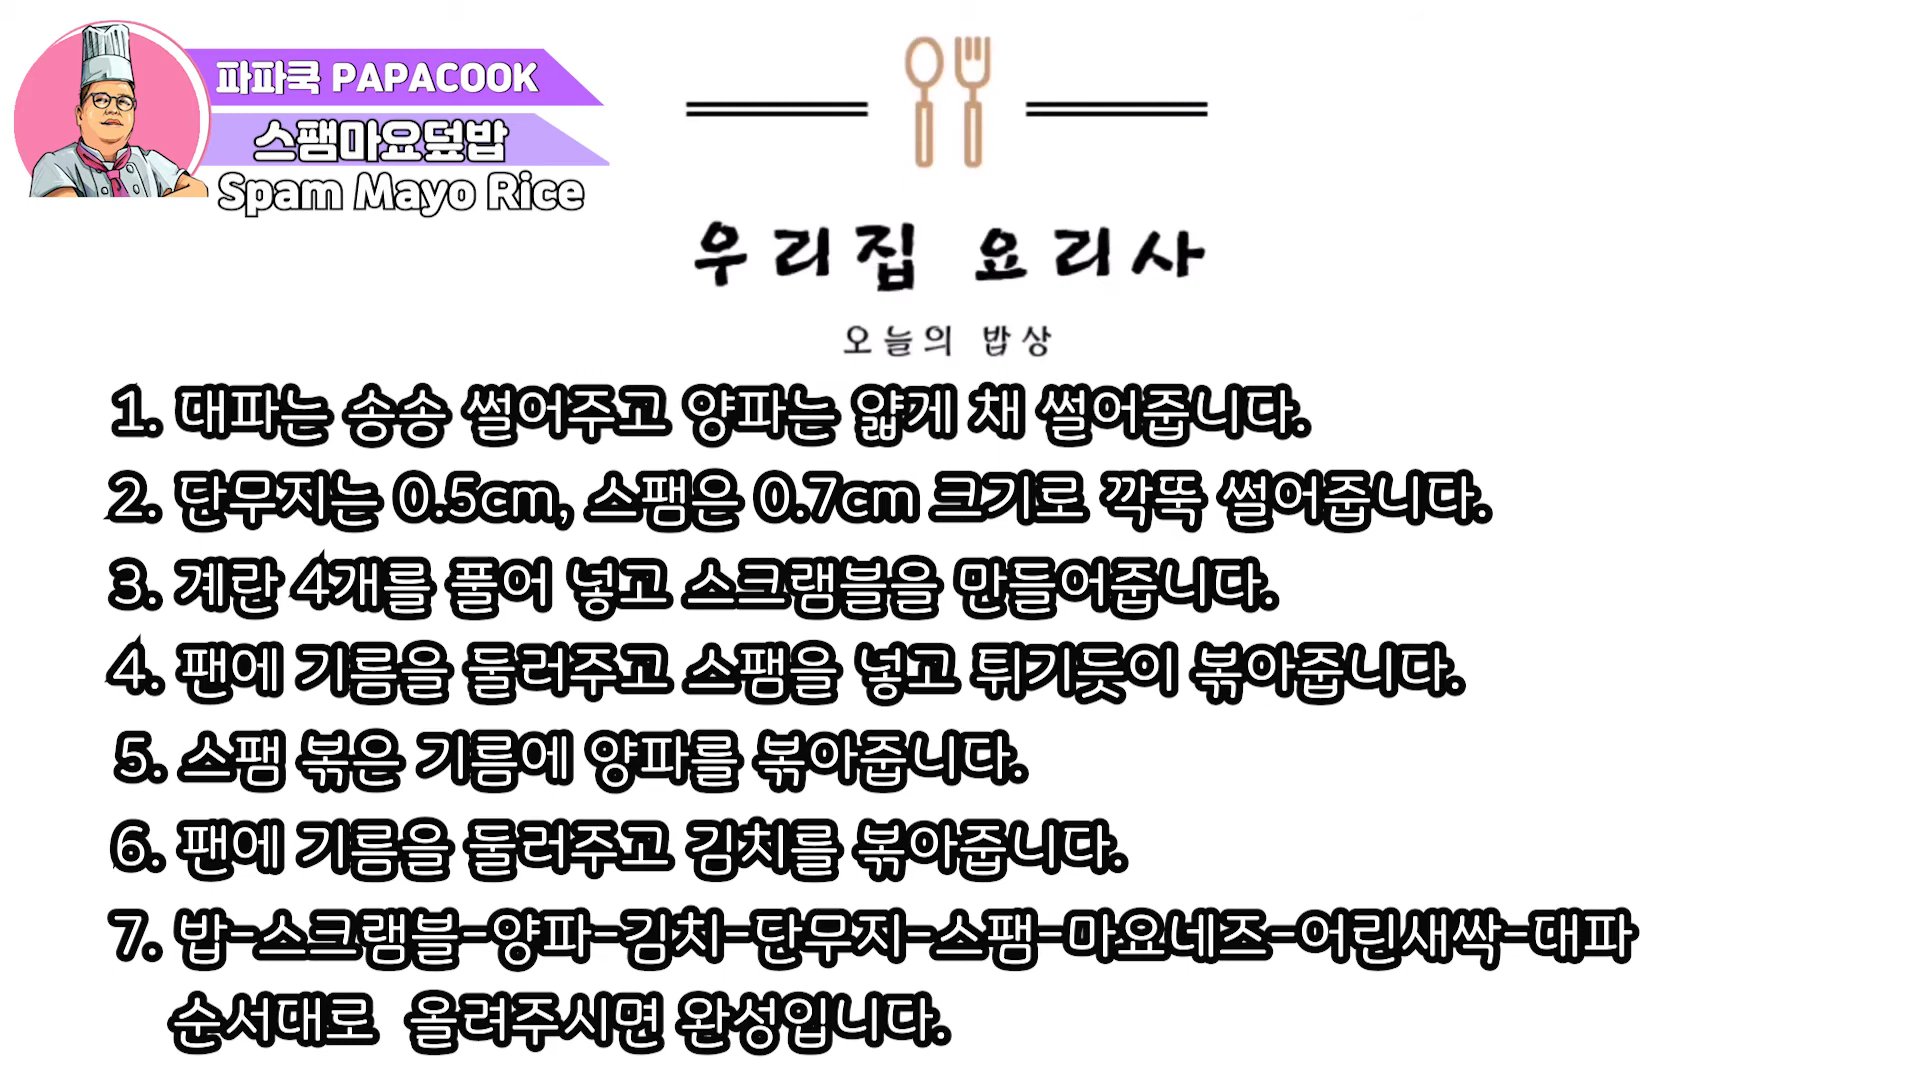 파파쿡 PAPACOOK
스팸마요덮밥
Spam Mayo Rice
우리집 요리사
오늘의 밥상
1. 대파는 송송 썰어주고 양파는 얇게 채 썰어줍니다.
2. 단무지는 0.5cm, 스팸은 0.7cm 크기로 깍뚝 썰어줍니다.
3. 계란 4개를 풀어 넣고 스크램블을 만들어줍니다.
4. 팬에 기름을 둘러주고 스팸을 넣고 튀기듯이 볶아줍니다.
5. 스팸 볶은 기름에 양파를 볶아줍니다.
6. 팬에 기름을 둘러주고 김치를 볶아줍니다.
7. 밥-스크램블-양파-김치-단무지-스팸-마요네즈-어린새싹-대파
순서대로 올려주시면 완성입니다.